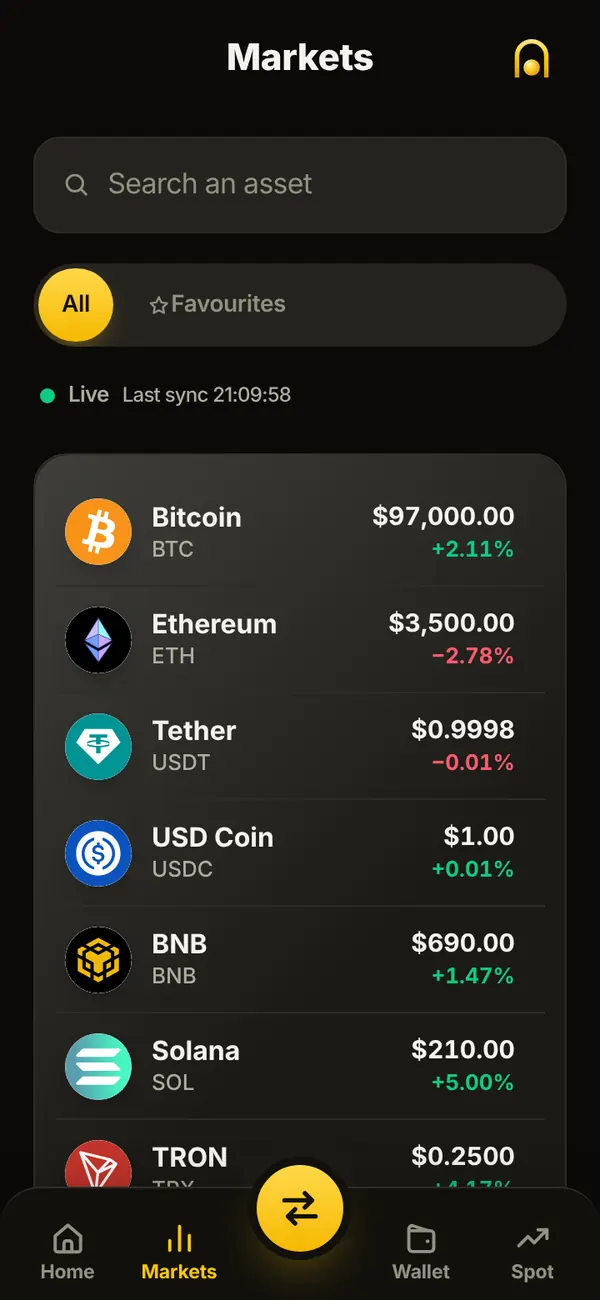 Markets
Search an asset
All
Favourites
Live Last sync 21:09:58
Bitcoin $97,000.00
BTC +2.11%
Ethereum $3,500.00
ETH −2.78%
Tether $0.9998
USDT −0.01%
USD Coin $1.00
USDC +0.01%
BNB $690.00
BNB +1.47%
Solana $210.00
SOL +5.00%
TRON $0.2500
TRX +4.17%
Home
Markets
Wallet
Spot